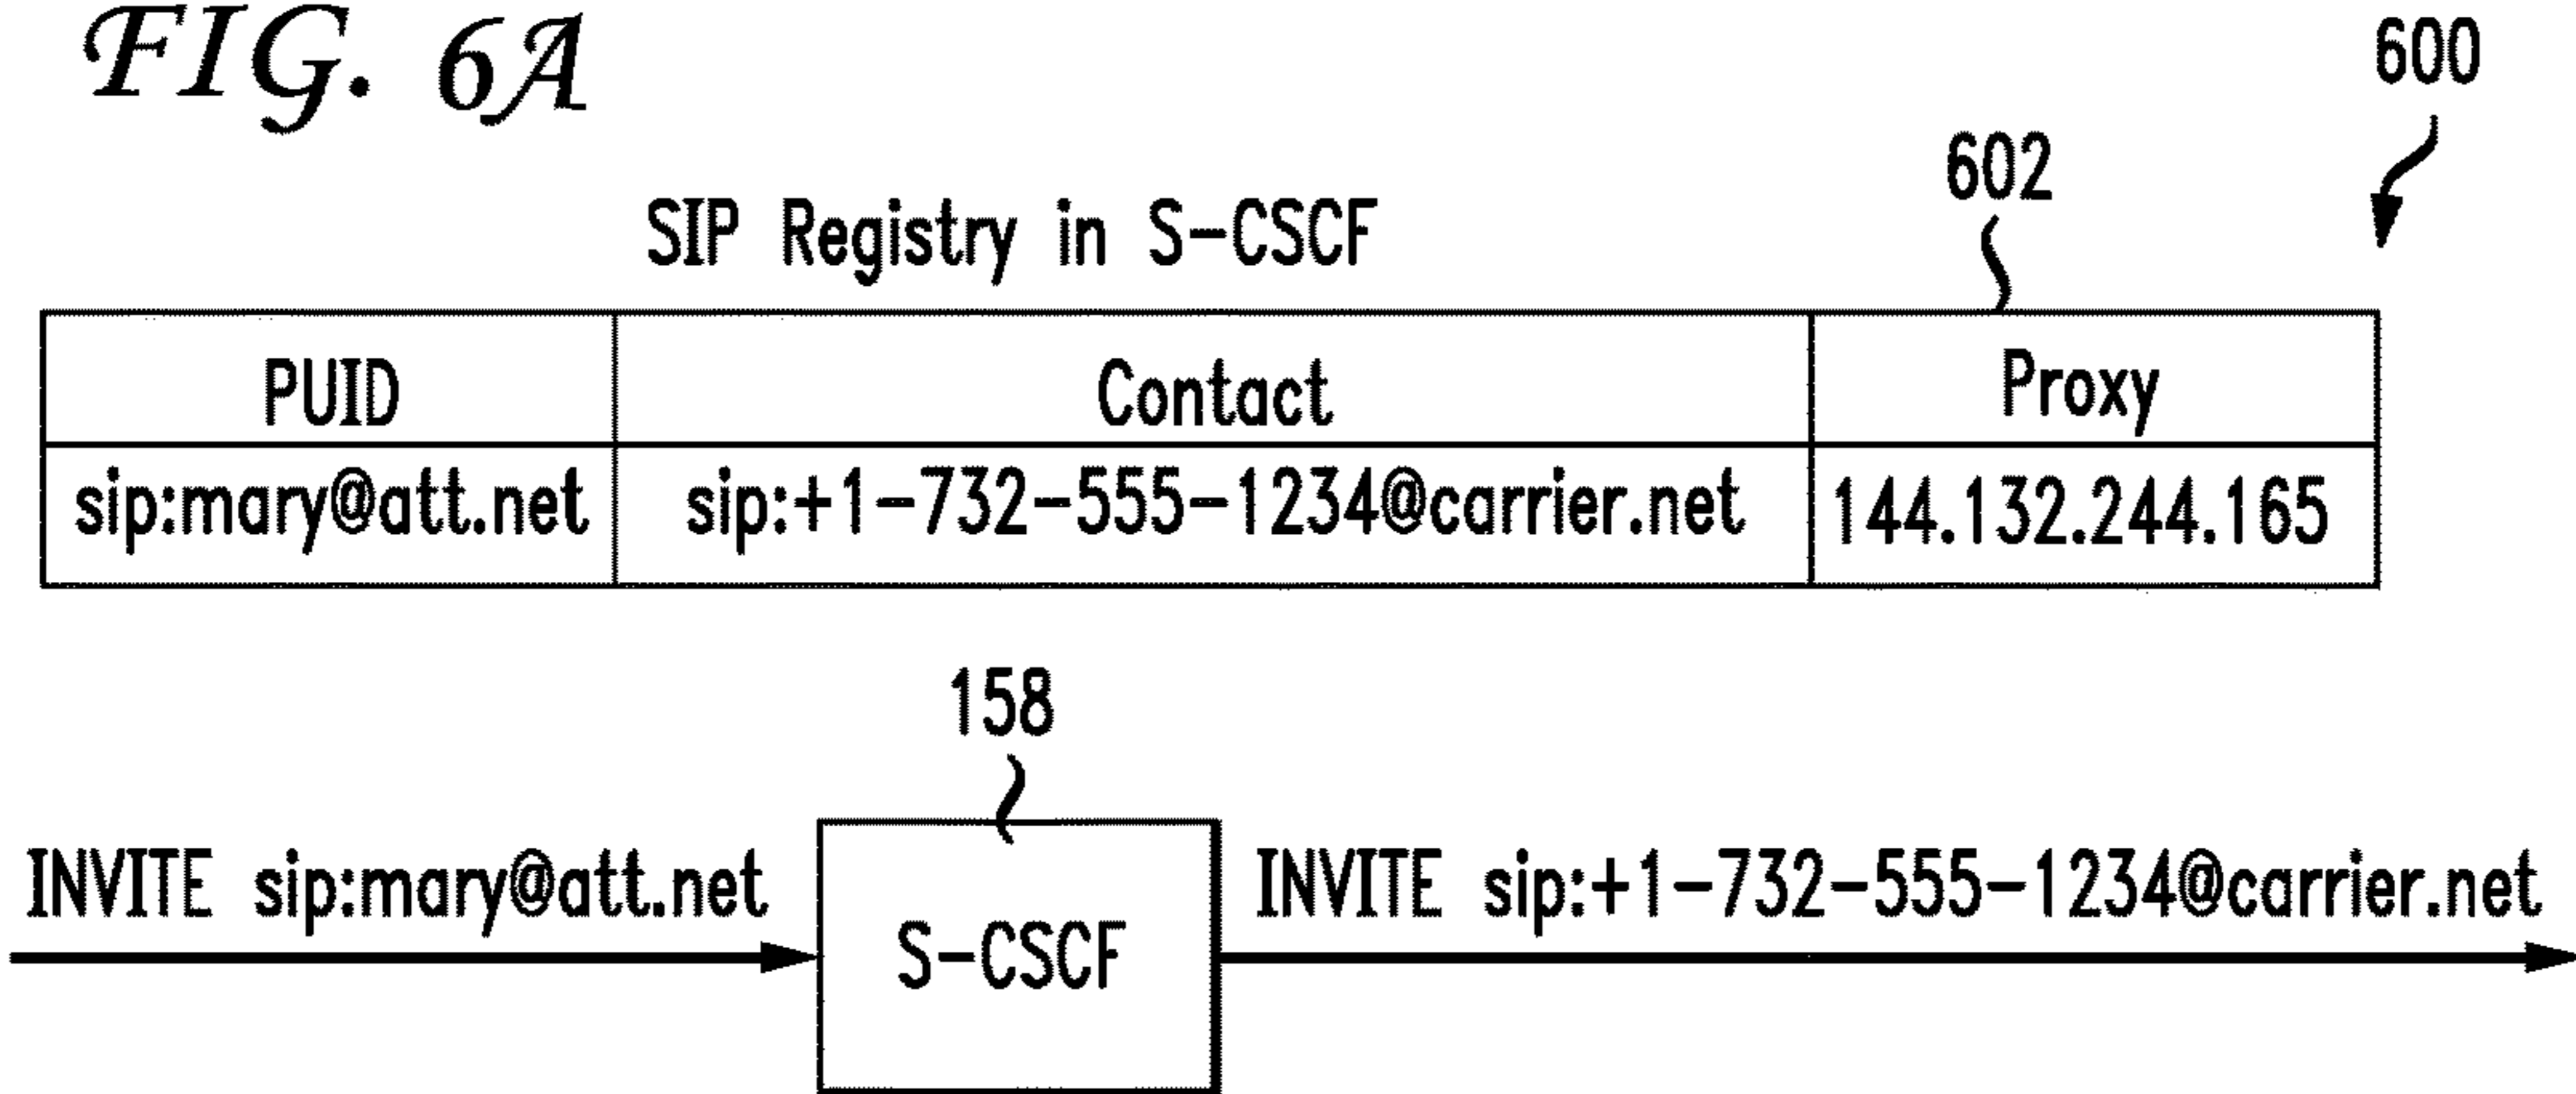 FIG. 6A
600
602
SIP Registry in S-CSCF
PUID Contact Proxy
sip:mary@att.net sip:+1-732-555-1234@carrier.net 144.132.244.165
158
INVITE sip:mary@att.net INVITE sip:+1-732-555-1234@carrier.net
S-CSCF